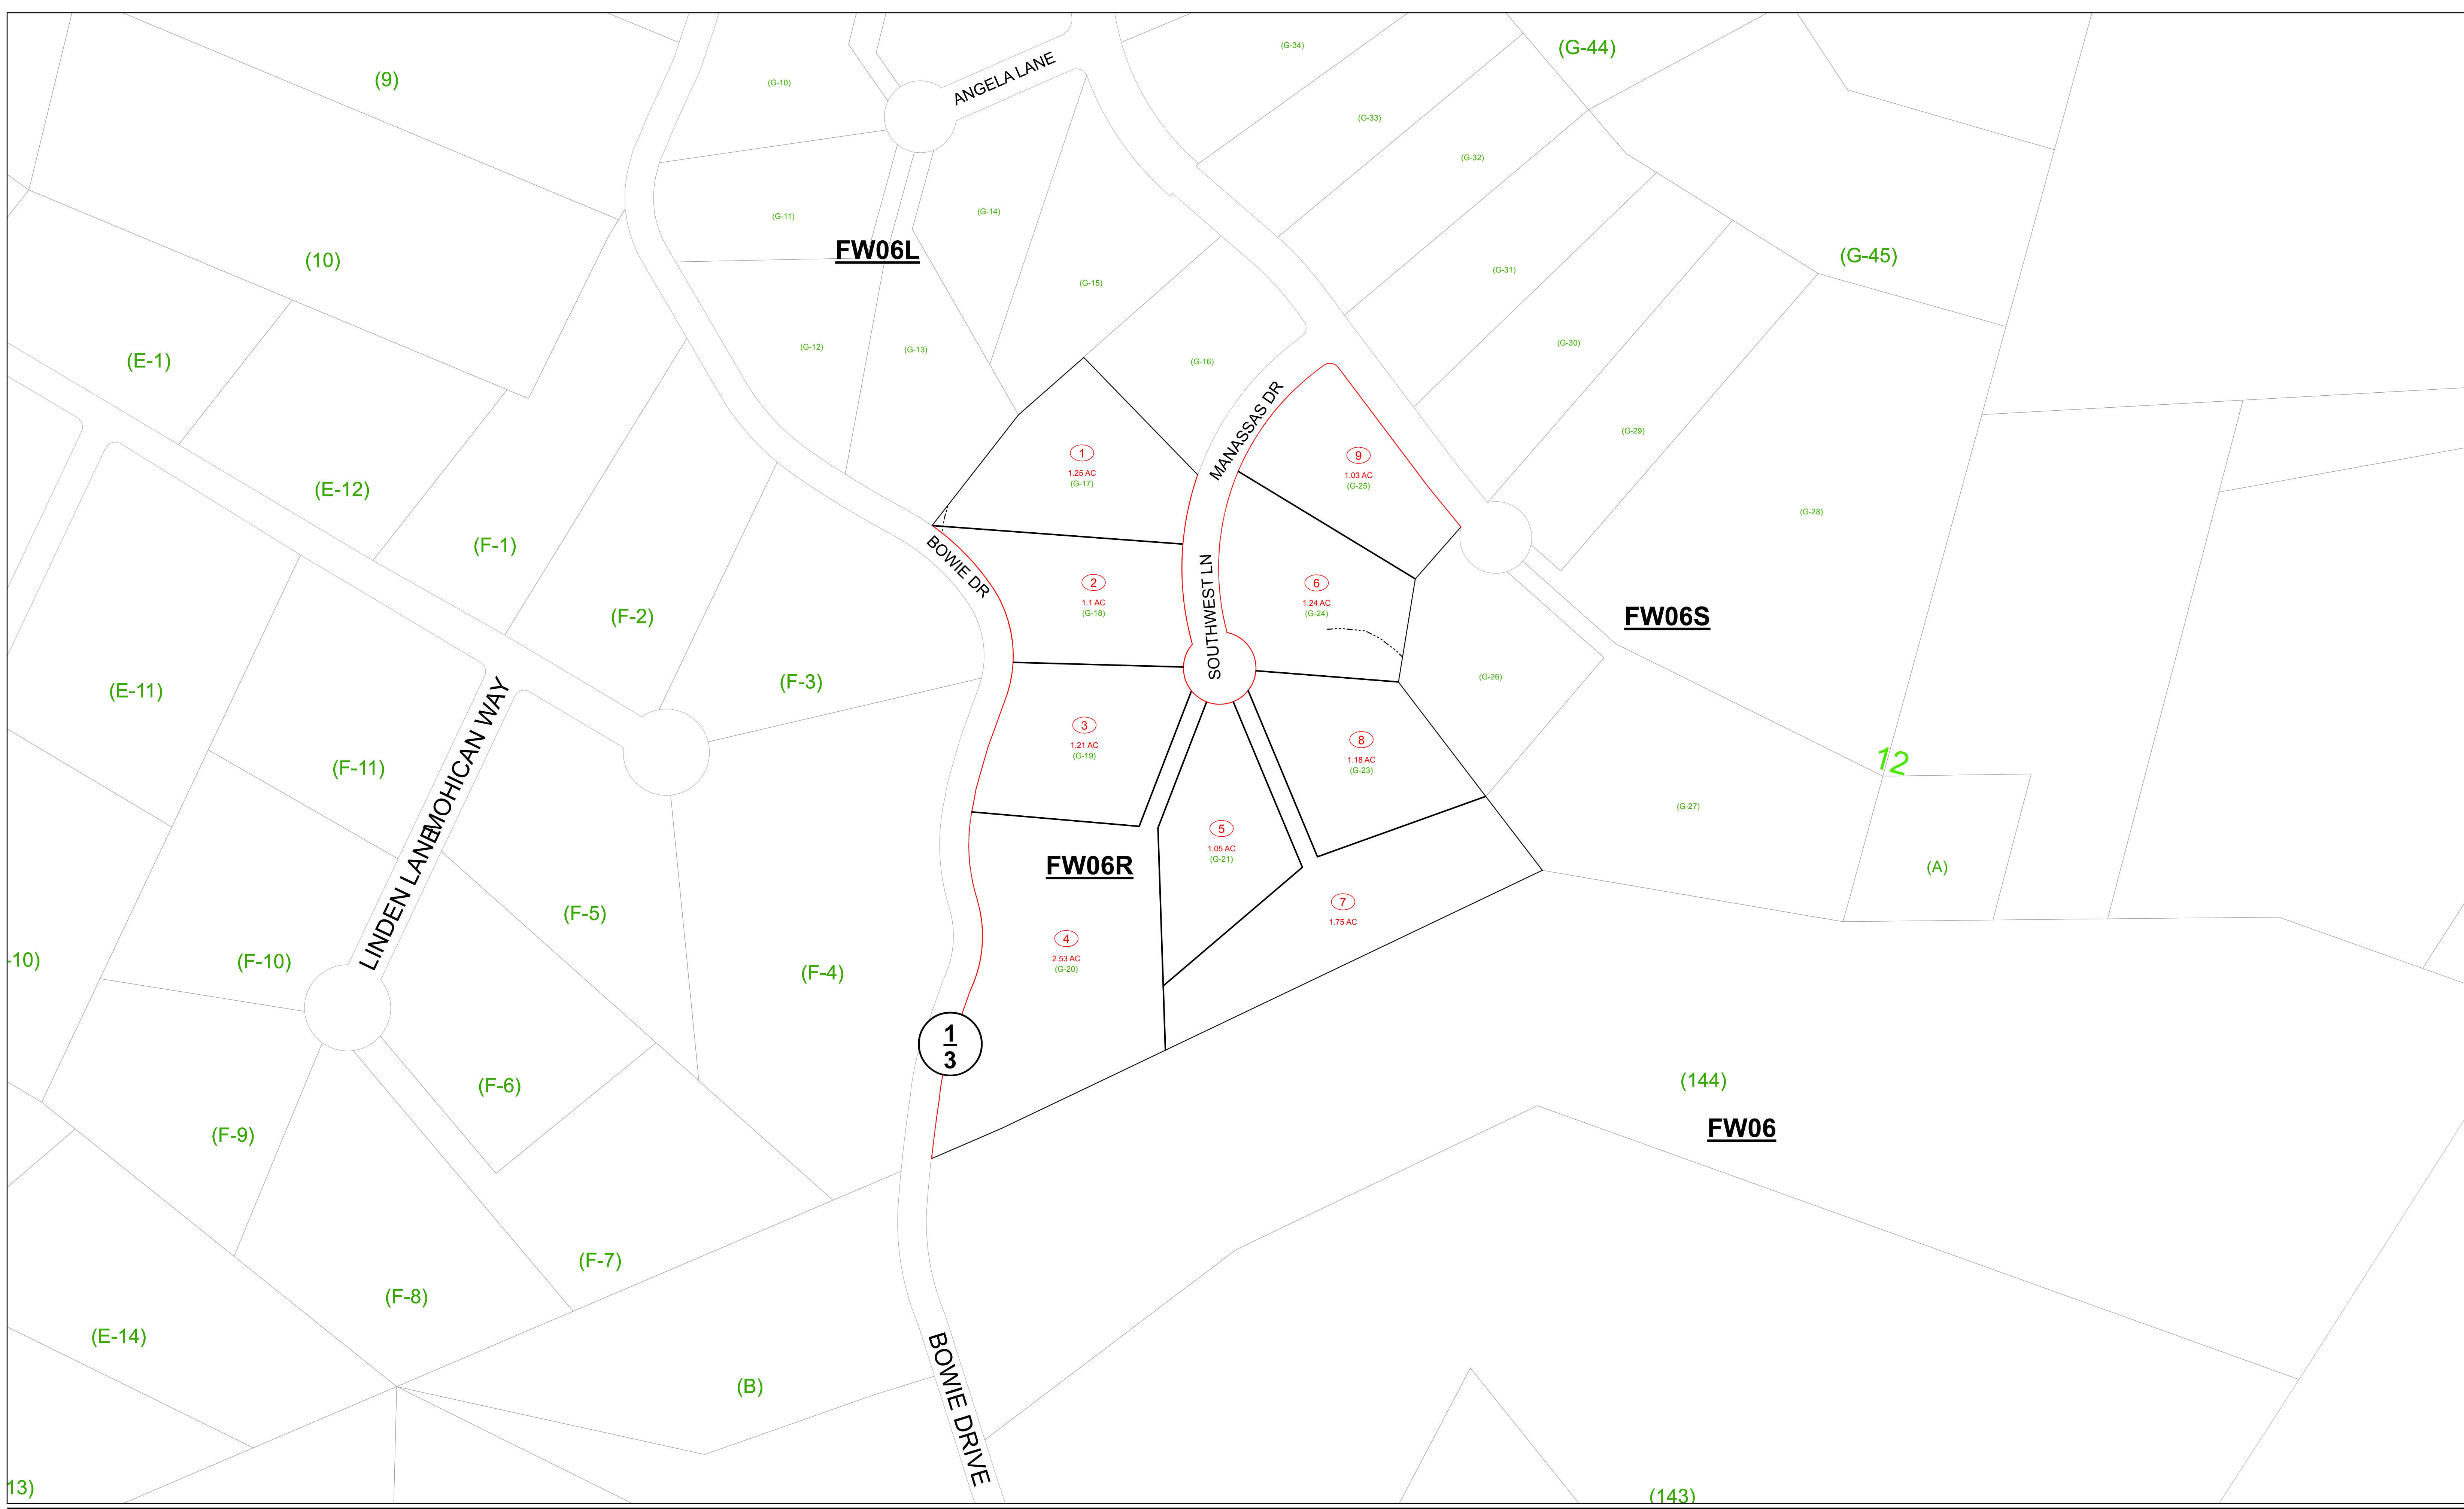 (G-44)
(G-34)
ANGELA LANE
(9)
(G-10)
(G-33)
(G-32)
(G-14)
(G-11)
FW06L
(G-45)
(10)
(G-31)
(G-15)
(G-30)
(G-12)
(G-13)
(E-1)
(G-16)
MANASSAS DR
(G-29)
1
1.25 AC
(G-17)
9
1.03 AC
(G-25)
(E-12)
(G-28)
(F-1)
BOWIE DR
2
1.1 AC
(G-18)
SOUTHWEST LN
6
1.24 AC
(G-24)
(F-2)
FW06S
(G-26)
(F-3)
(E-11)
3
1.21 AC
(G-19)
8
1.18 AC
(G-23)
MOHICAN WAY
(F-11)
12
(G-27)
5
1.05 AC
(G-21)
FW06R
(A)
LINDEN LANE
7
1.75 AC
(F-5)
4
2.53 AC
(G-20)
-10)
(F-10)
(F-4)
1
3
(144)
(F-6)
FW06
(F-9)
(F-7)
(F-8)
(E-14)
(B)
BOWIE DRIVE
13)
(143)